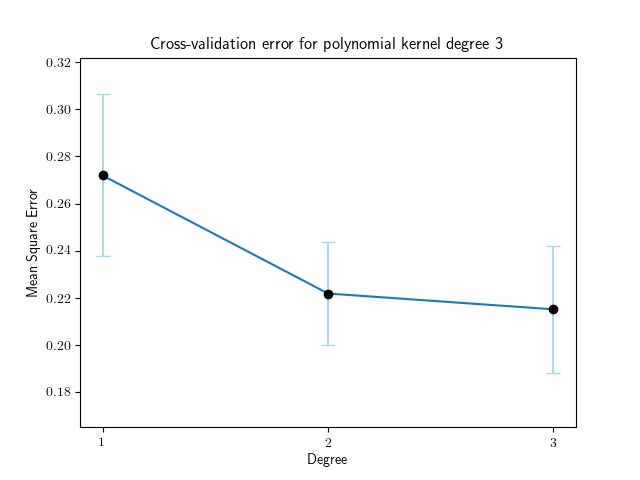 Cross-validation error for polynomial kernel degree 3
0.32
0.30
0.28
0.26
0.24
0.22
0.20
0.18
Mean Square Error
1 2 3
Degree